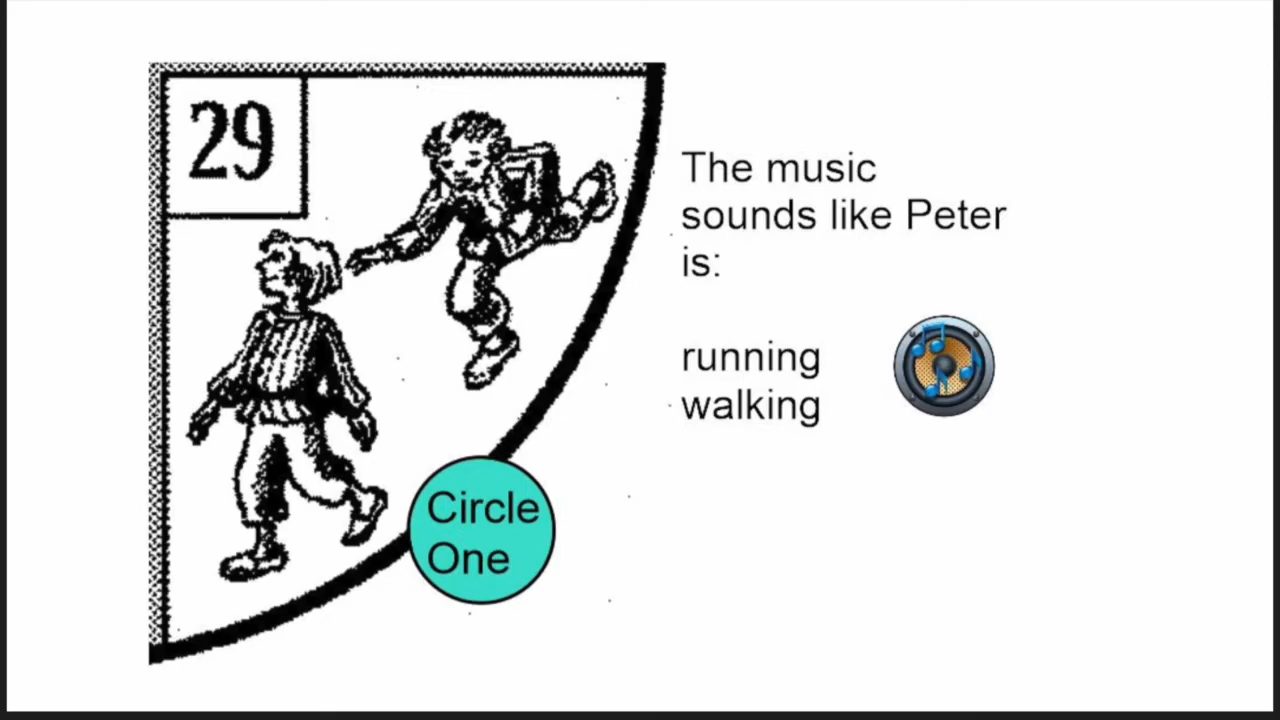 29
The music
sounds like Peter
is:
running
walking
Circle
One